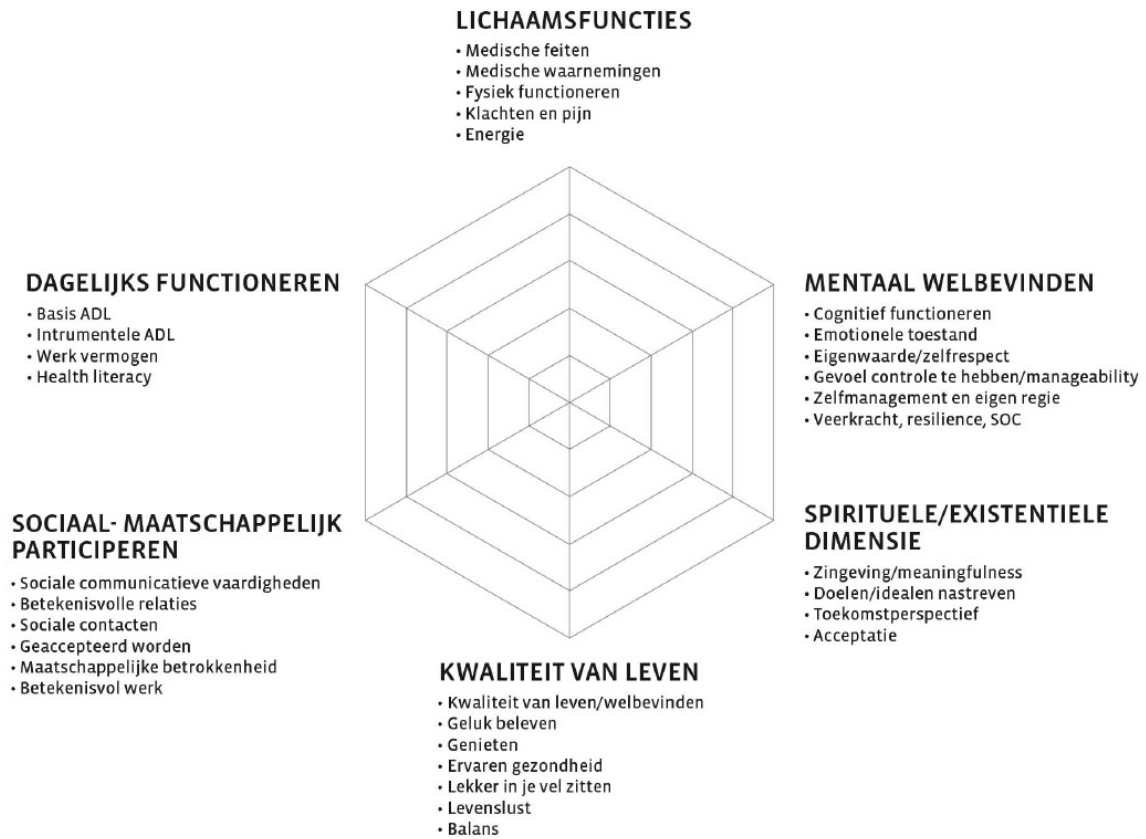 LICHAAMSFUNCTIES
• Medische feiten
• Medische waarnemingen
• Fysiek functioneren
• Klachten en pijn
• Energie
DAGELIJKS FUNCTIONEREN
• Basis ADL
• Intrumentele ADL
• Werk vermogen
• Health literacy
MENTAAL WELBEVINDEN
• Cognitief functioneren
• Emotionele toestand
• Eigenwaarde/zelfrespect
• Gevoel controle te hebben/manageability
• Zelfmanagement en eigen regie
• Veerkracht, resilience, SOC
SOCIAAL- MAATSCHAPPELIJK
PARTICIPEREN
• Sociale communicatieve vaardigheden
• Betekenisvolle relaties
• Sociale contacten
• Geaccepteerd worden
• Maatschappelijke betrokkenheid
• Betekenisvol werk
SPIRITUELE/EXISTENTIELE
DIMENSIE
• Zingeving/meaningfulness
• Doelen/idealen nastreven
• Toekomstperspectief
• Acceptatie
KWALITEIT VAN LEVEN
• Kwaliteit van leven/welbevinden
• Geluk beleven
• Genieten
• Ervaren gezondheid
• Lekker in je vel zitten
• Levenslust
• Balans